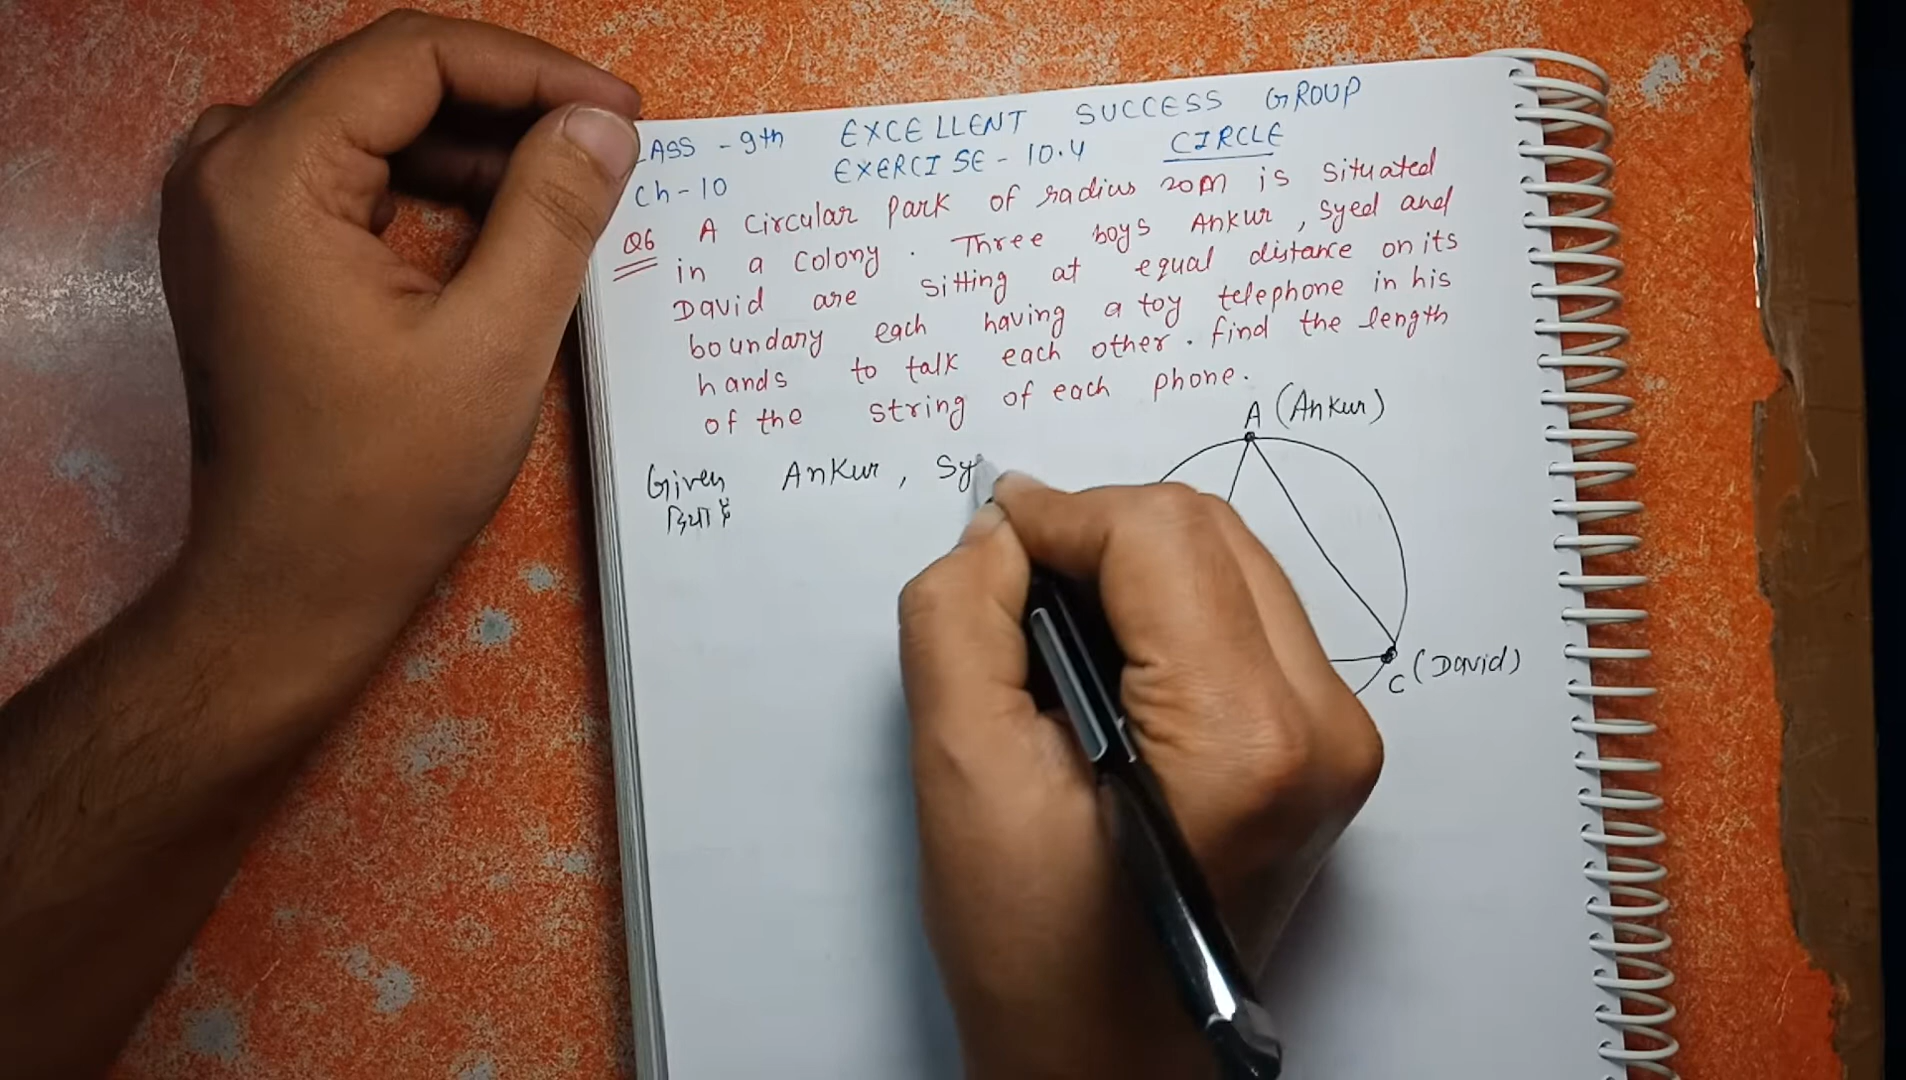 LASS - 9th EXCELLENT SUCCESS GROUP
Ch - 10 EXERCISE - 10.4 CIRCLE
Q6 A Circular Park of radius 20m is situated
in a colony. Three boys Ankur, Syed and
David are sitting at equal distance on its
boundary each having a toy telephone in his
hands to talk each other. find the length
of the string of each phone.
A (Ankur)
Given Ankur, Sy
C (David)